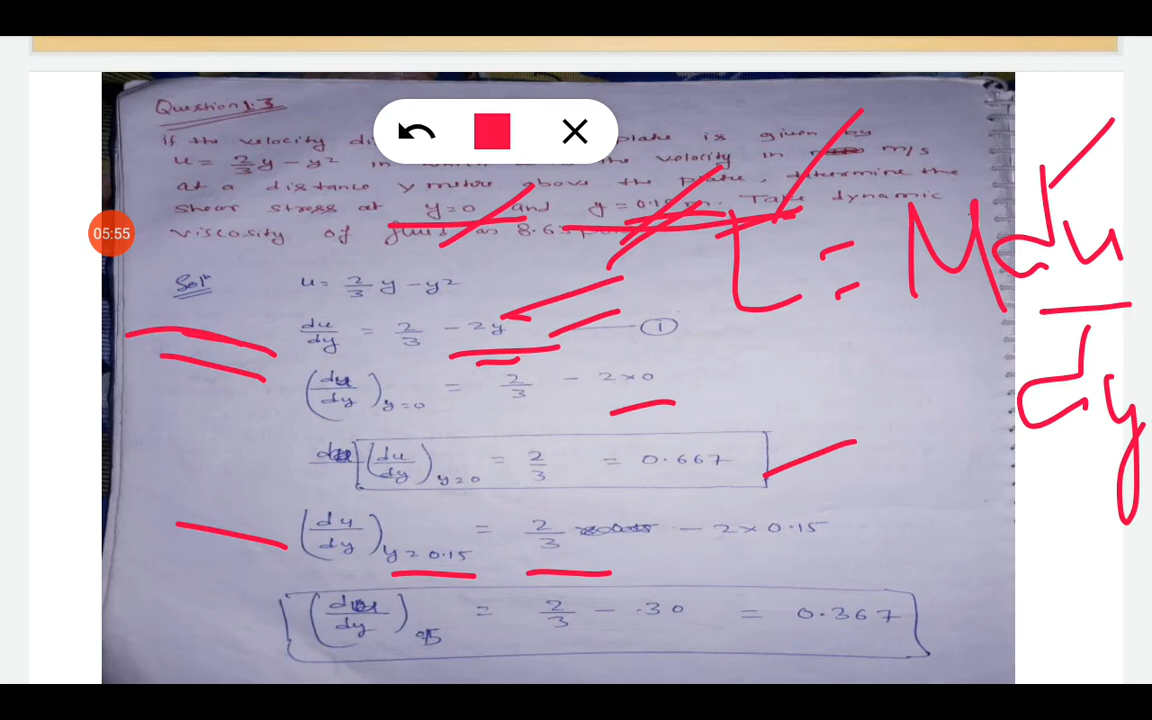 Question 1.3
if the velocity di plate is given by
u = 2/3 y - y² in the velocity in m/s
at a distance y metre above the plate, determine the
shear stress at y=0 and y = 0.15 m. Take dynamic
viscosity of fluid as 8.63
τ = M du/dy
05:55
Solⁿ u = 2/3 y - y²
du/dy = 2/3 - 2y ——— ①
(du/dy) y=0 = 2/3 - 2×0
(du/dy) y=0 = 2/3 = 0.667
(du/dy) y=0.15 = 2/3 - 2×0.15
(du/dy) = 2/3 - .30 = 0.367